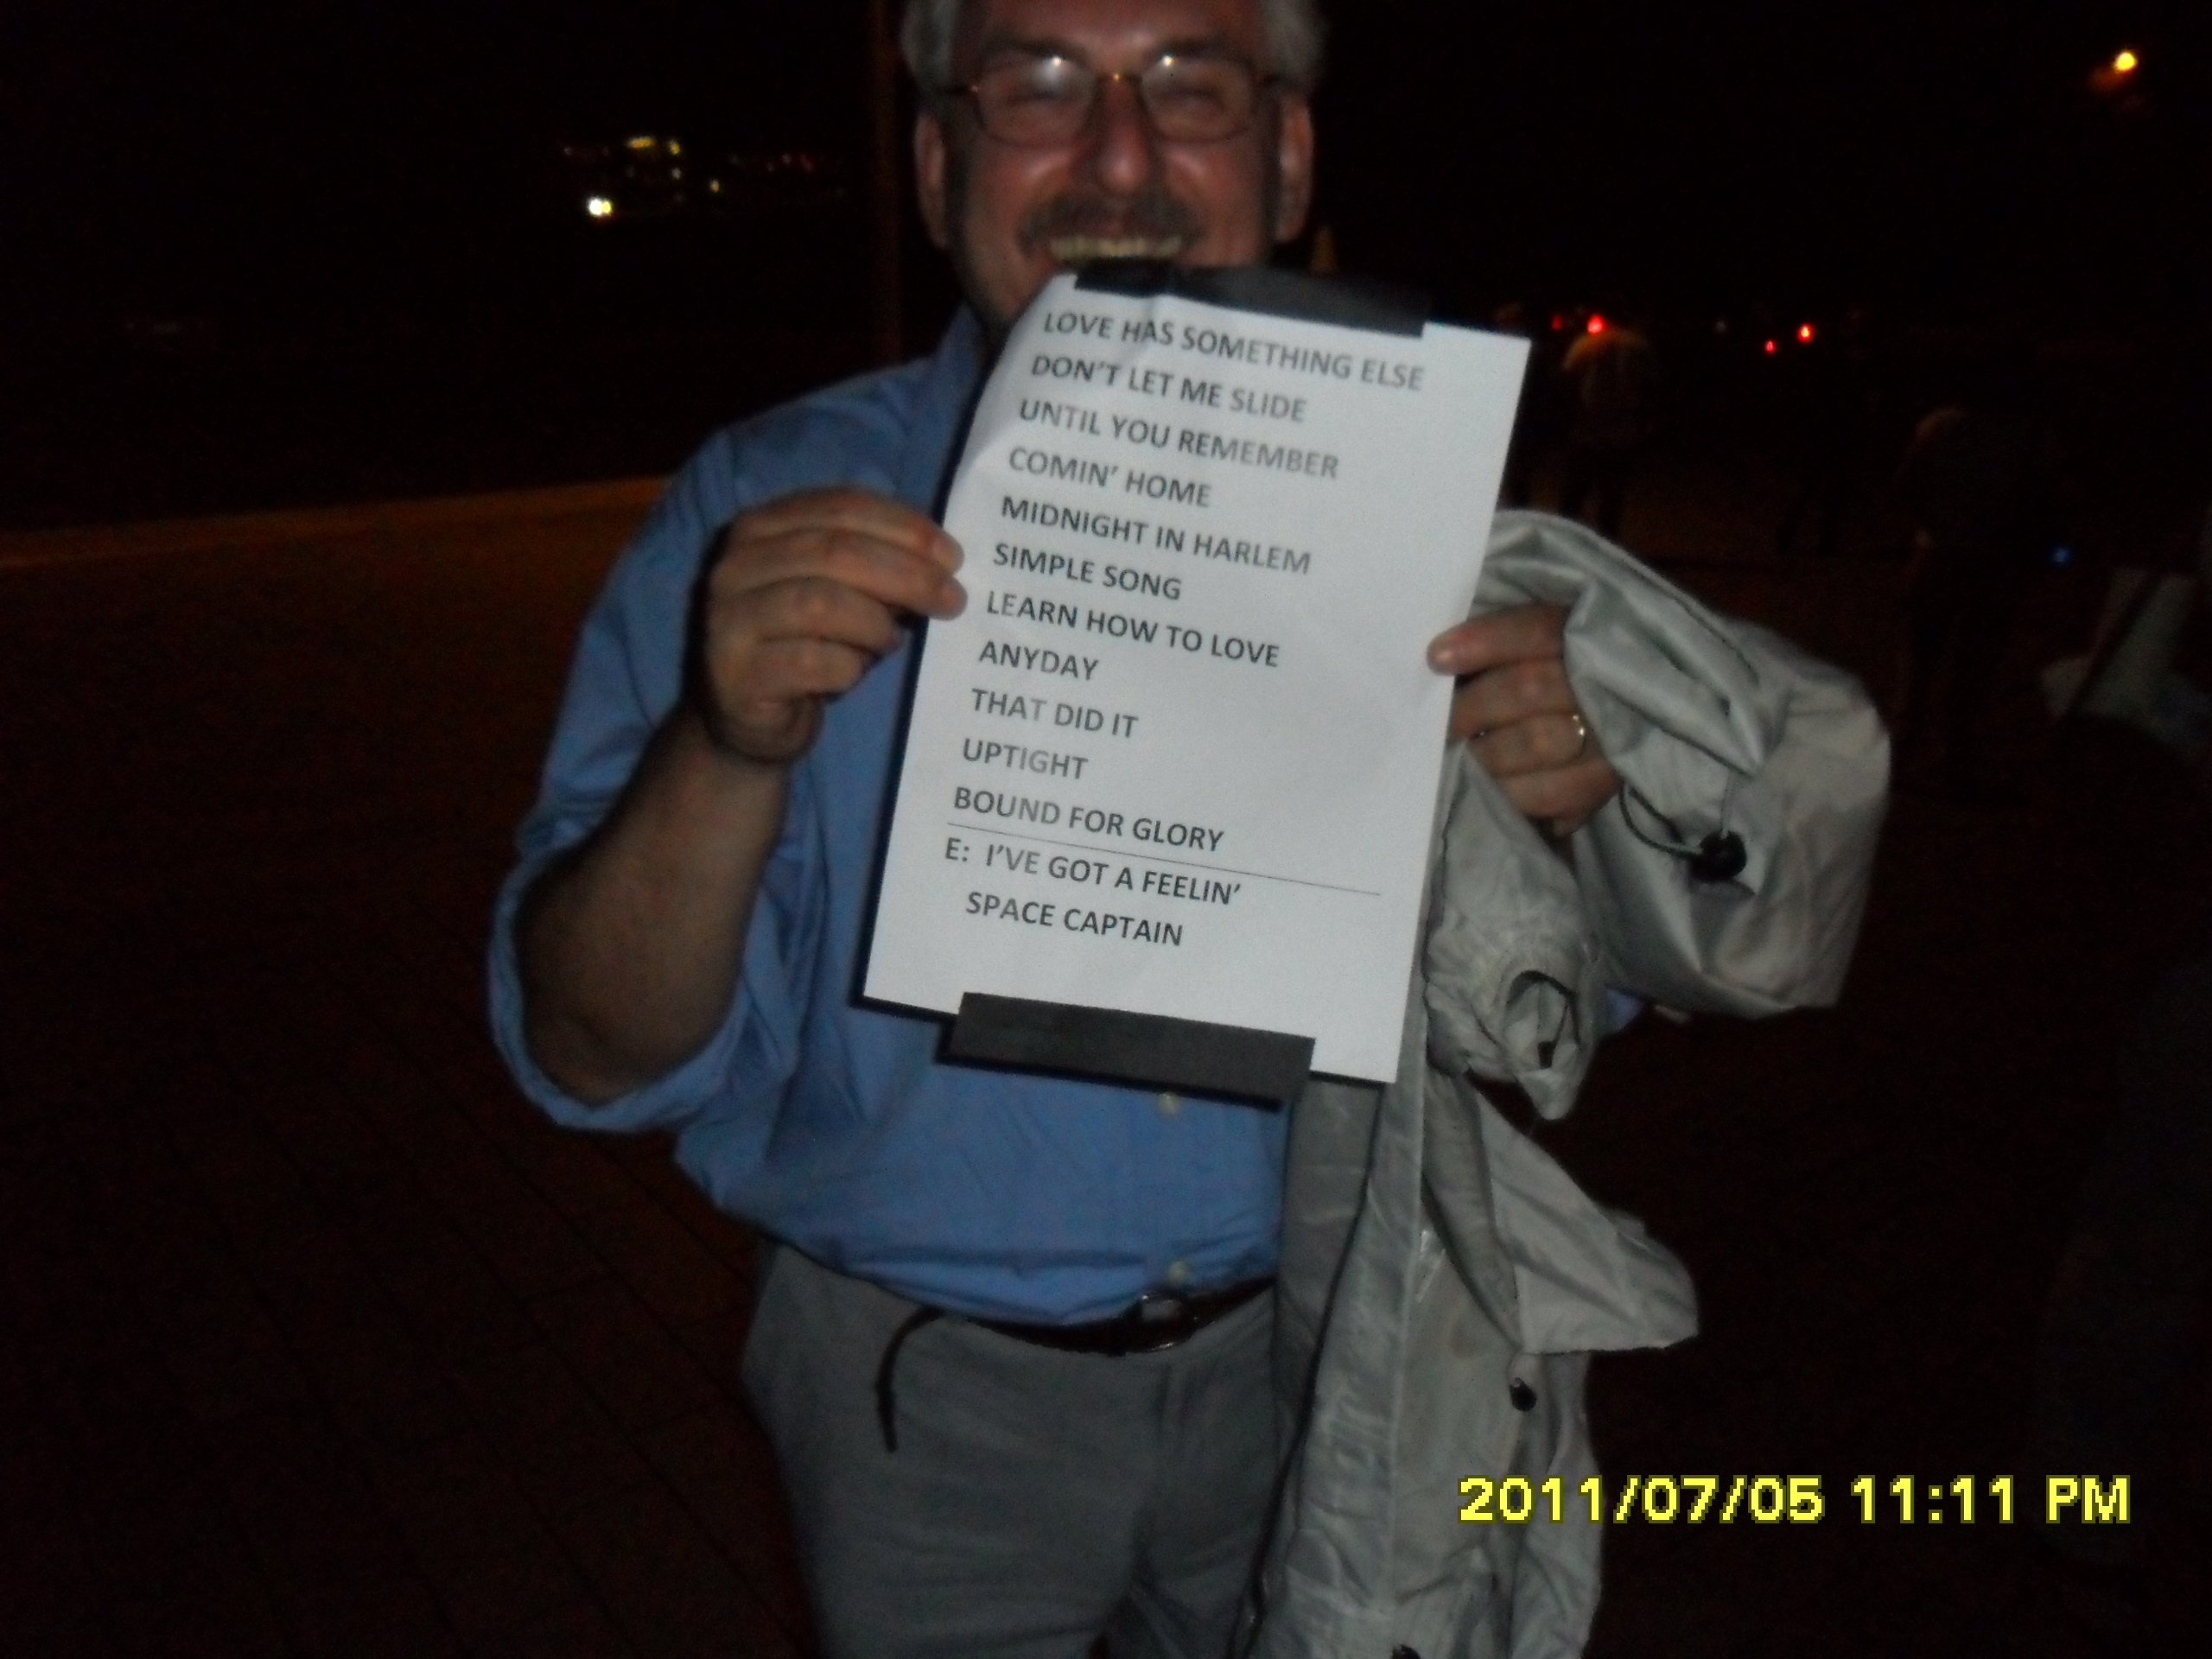 LOVE HAS SOMETHING ELSE
DON'T LET ME SLIDE
UNTIL YOU REMEMBER
COMIN' HOME
MIDNIGHT IN HARLEM
SIMPLE SONG
LEARN HOW TO LOVE
ANYDAY
THAT DID IT
UPTIGHT
BOUND FOR GLORY
E: I'VE GOT A FEELIN'
SPACE CAPTAIN
2011/07/05 11:11 PM